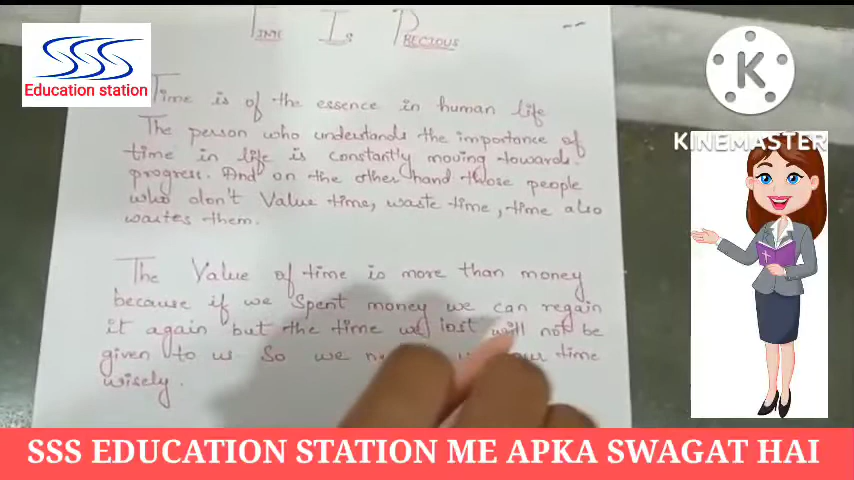 TIME IS PRECIOUS
SSS
Education station
K
KINEMASTER
Time is of the essence in human life
The person who understands the importance of
time in life is constantly moving towards.
progress. And on the other hand those people
who don't Value time, waste time, time also
wastes them.
The Value of time is more than money
because if we Spent money we can regain
it again but the time we lost will not be
given to us. So we our time
wisely.
SSS EDUCATION STATION ME APKA SWAGAT HAI